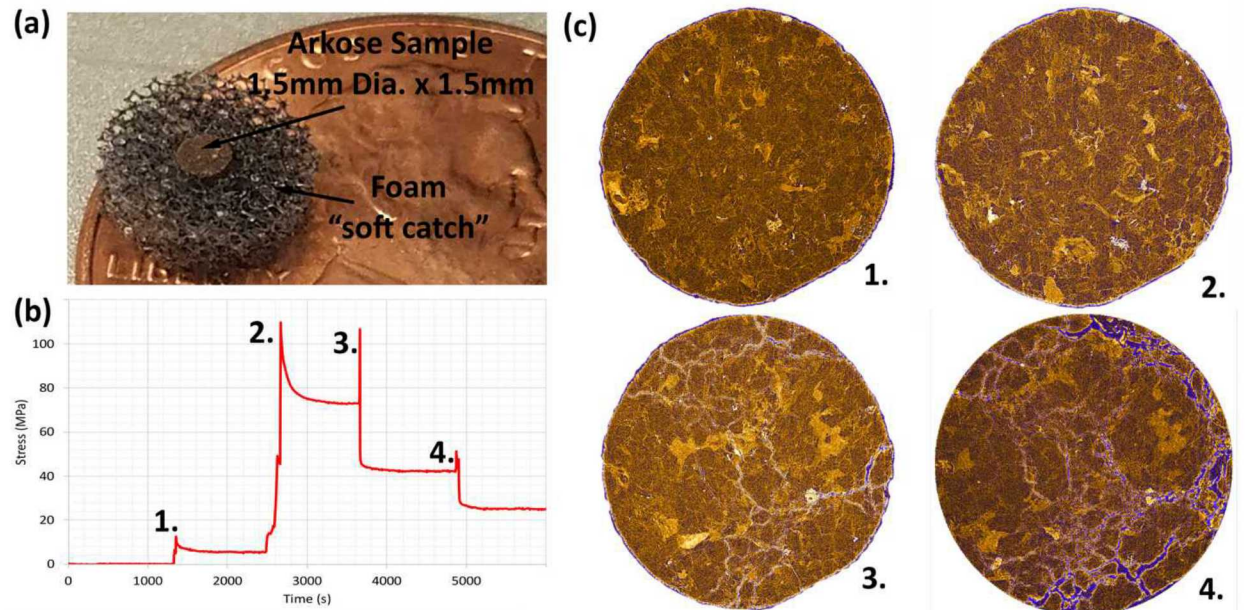 (a)
Arkose Sample
1.5mm Dia. x 1.5mm
Foam
“soft catch”
(b)
100
80
60
40
20
0
Stress (MPa)
1.
2.
3.
4.
0
1000
2000
3000
4000
5000
Time (s)
(c)
1.
2.
3.
4.